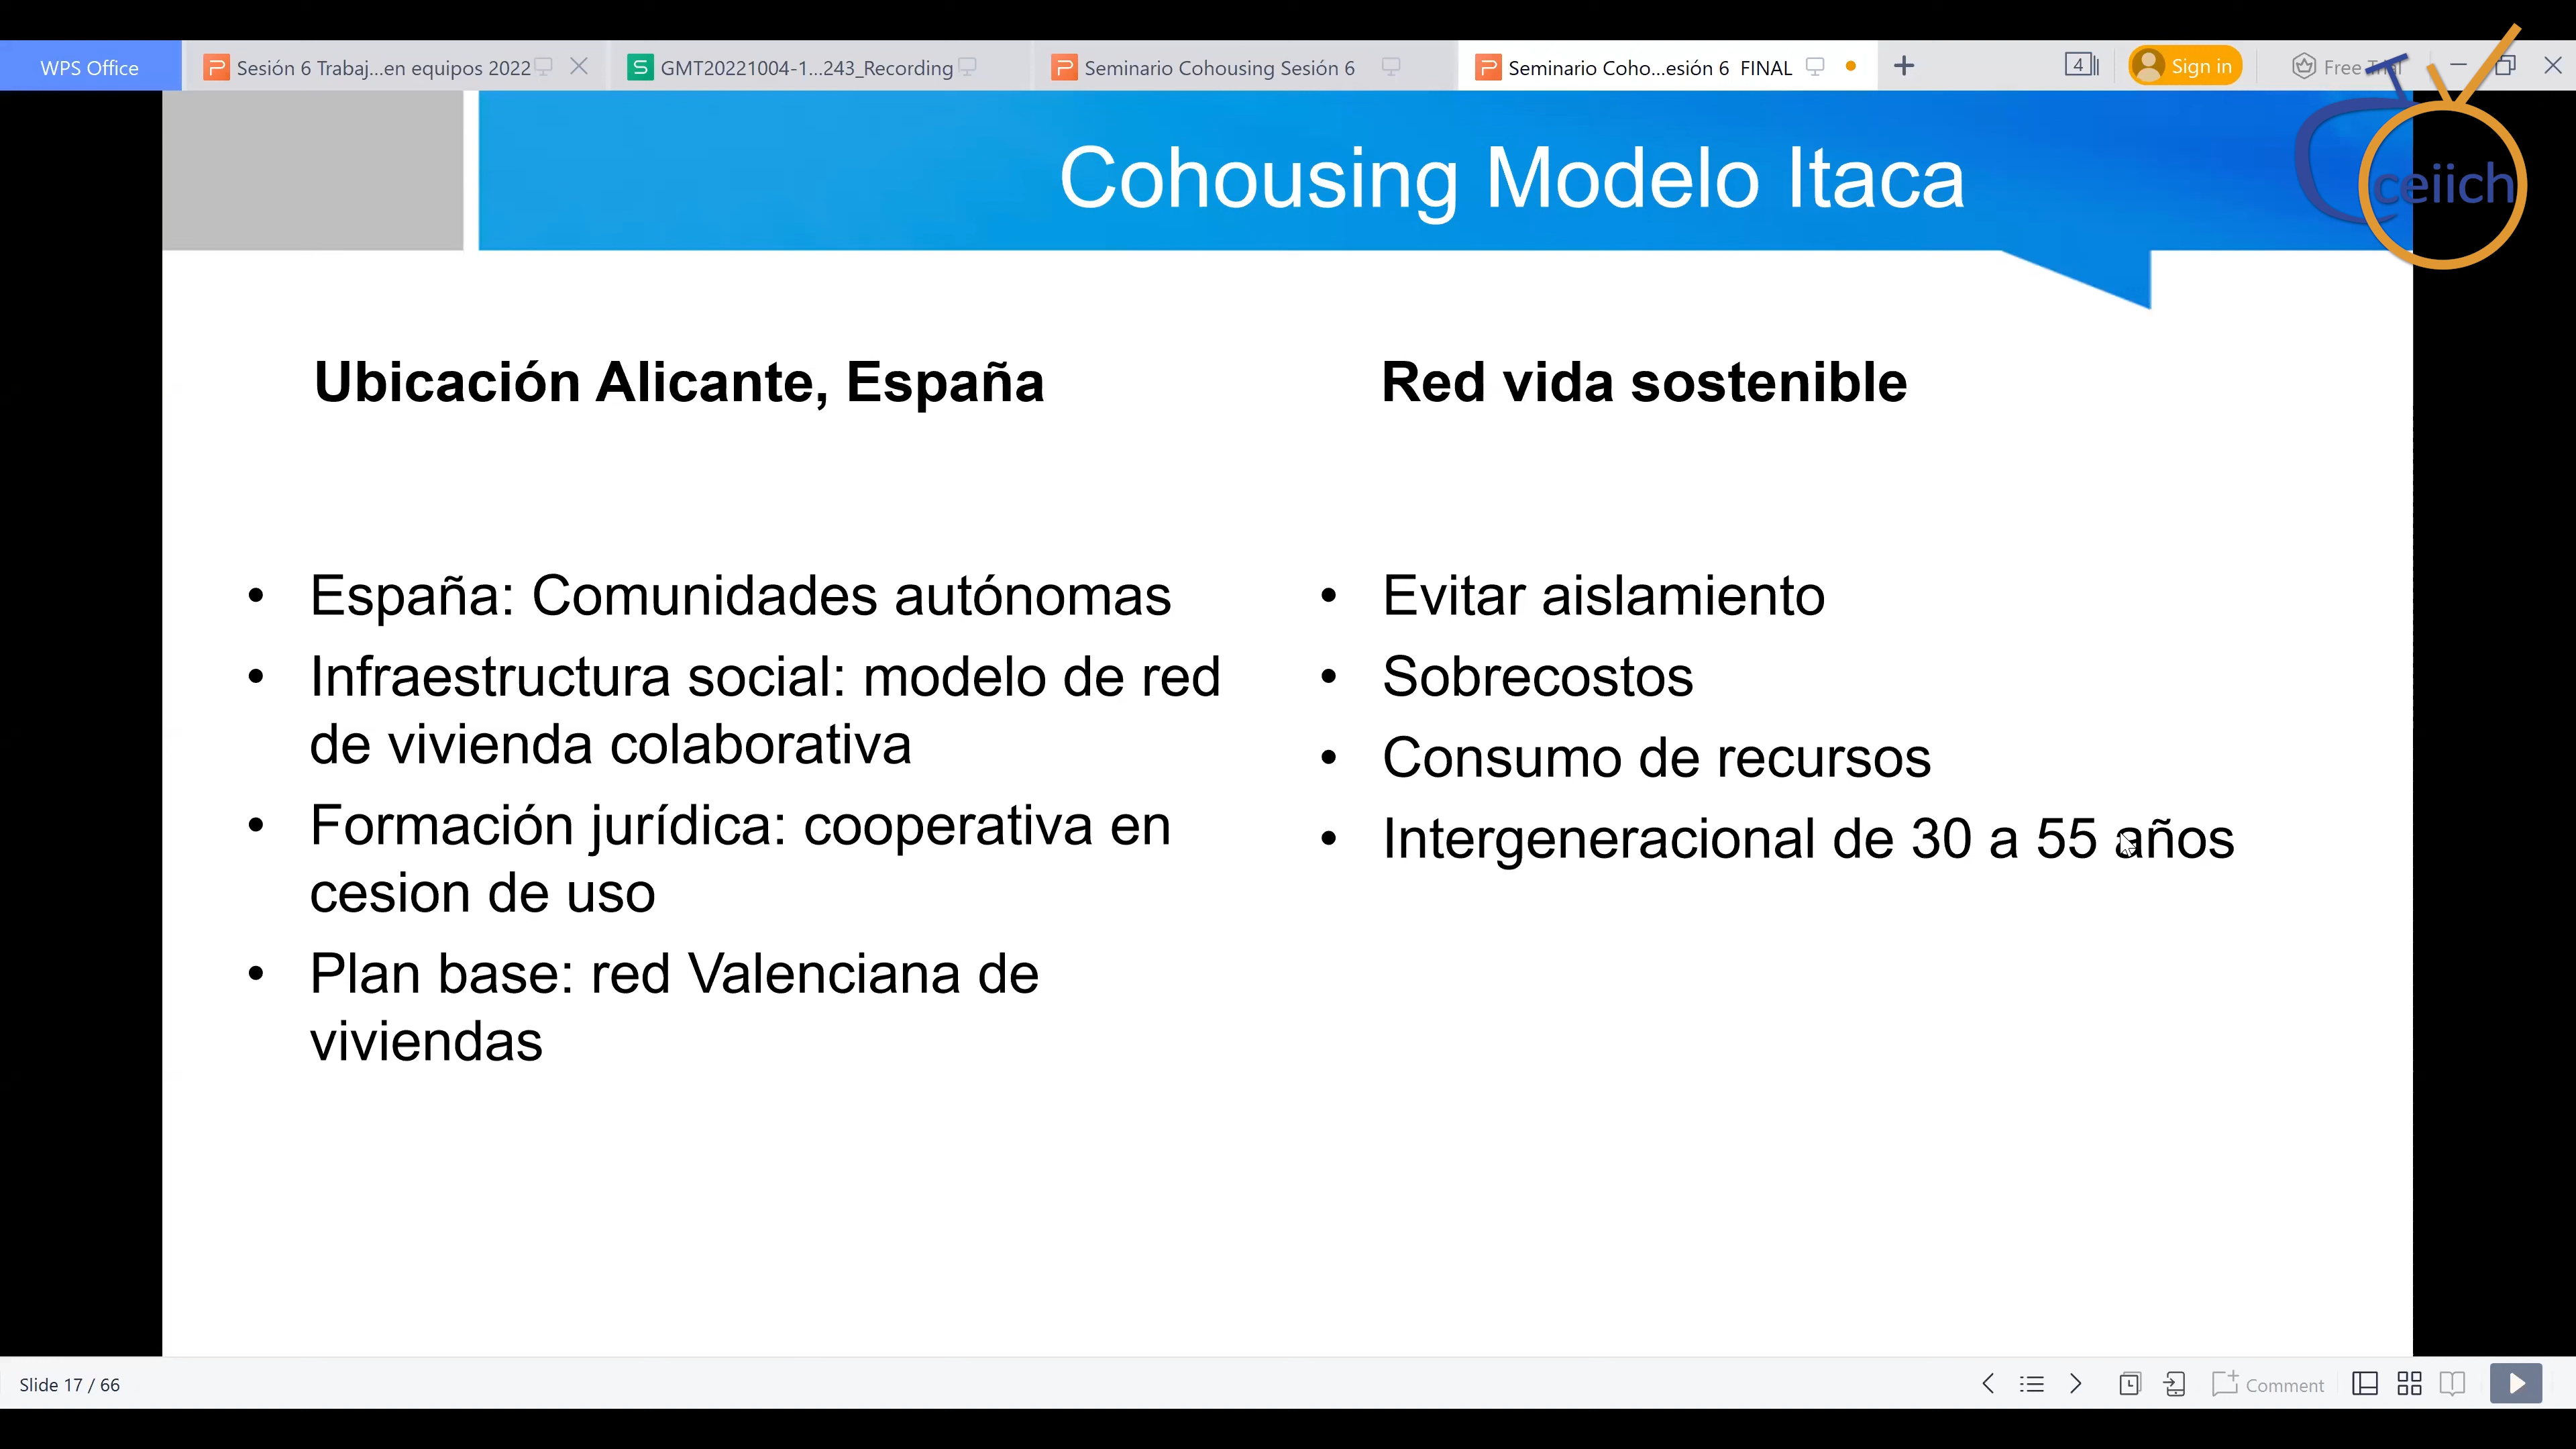 WPS Office
Sesión 6 Trabaj...en equipos 2022
GMT20221004-1...243_Recording
Seminario Cohousing Sesión 6
Seminario Coho...esión 6 FINAL
4
Sign in
Free Trial
ceiich
Cohousing Modelo Itaca
Ubicación Alicante, España
• España: Comunidades autónomas
• Infraestructura social: modelo de red
de vivienda colaborativa
• Formación jurídica: cooperativa en
cesion de uso
• Plan base: red Valenciana de
viviendas
Red vida sostenible
• Evitar aislamiento
• Sobrecostos
• Consumo de recursos
• Intergeneracional de 30 a 55 años
Slide 17 / 66
Comment